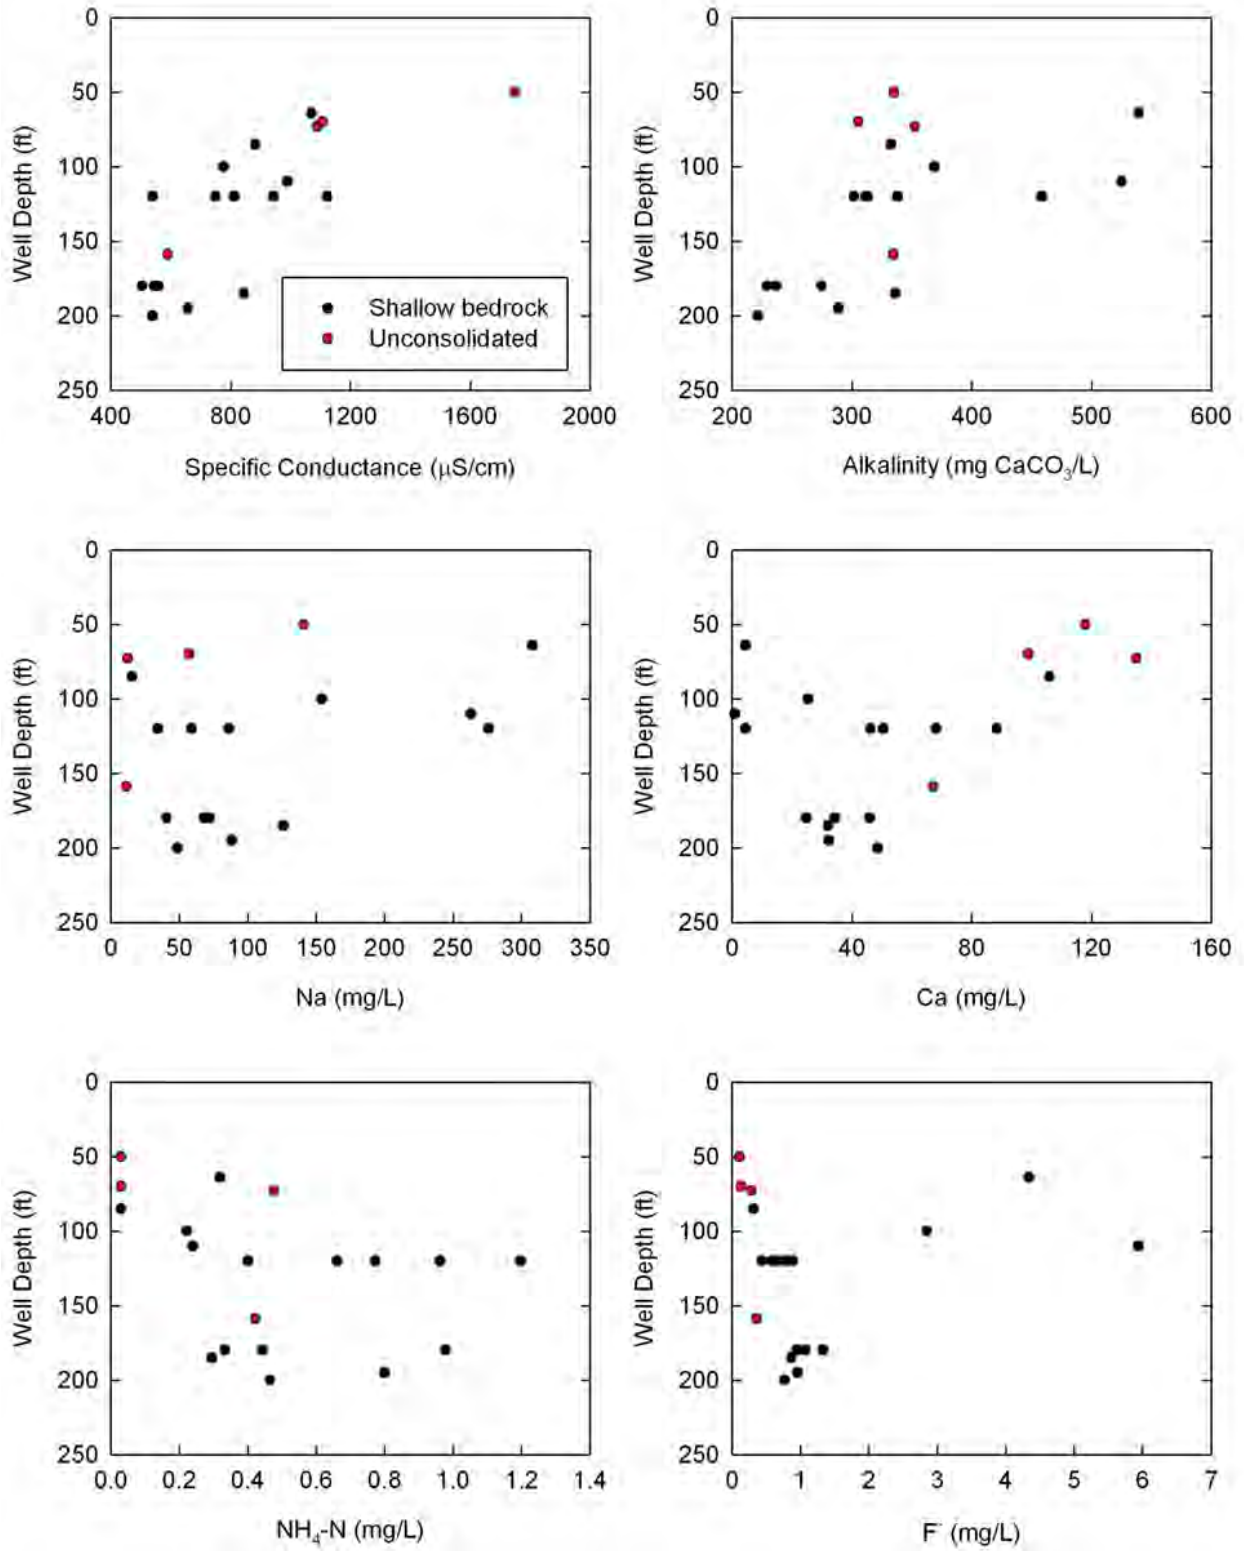 0
50
100
150
200
250
Well Depth (ft)
400 800 1200 1600 2000
Specific Conductance (μS/cm)
Shallow bedrock
Unconsolidated
0
50
100
150
200
250
Well Depth (ft)
200 300 400 500 600
Alkalinity (mg CaCO₃/L)
0
50
100
150
200
250
Well Depth (ft)
0 50 100 150 200 250 300 350
Na (mg/L)
0
50
100
150
200
250
Well Depth (ft)
0 40 80 120 160
Ca (mg/L)
0
50
100
150
200
250
Well Depth (ft)
0.0 0.2 0.4 0.6 0.8 1.0 1.2 1.4
NH₄-N (mg/L)
0
50
100
150
200
250
Well Depth (ft)
0 1 2 3 4 5 6 7
F⁻ (mg/L)